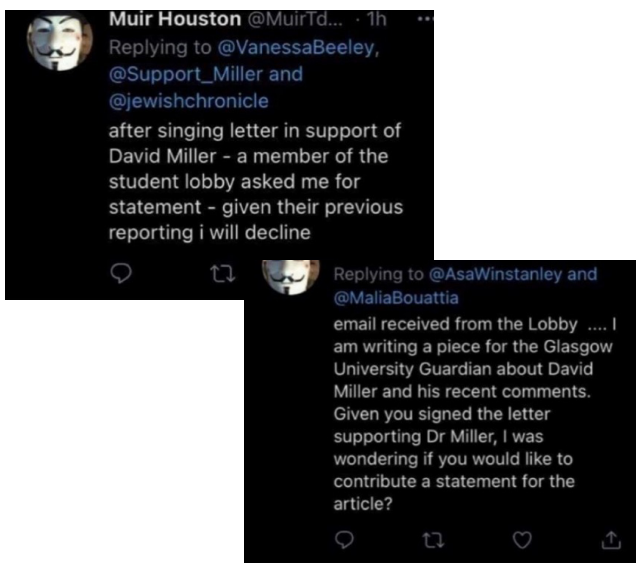 Muir Houston @MuirTd... · 1h
Replying to @VanessaBeeley,
@Support_Miller and
@jewishchronicle
after singing letter in support of
David Miller - a member of the
student lobby asked me for
statement - given their previous
reporting i will decline
Replying to @AsaWinstanley and
@MaliaBouattia
email received from the Lobby .... I
am writing a piece for the Glasgow
University Guardian about David
Miller and his recent comments.
Given you signed the letter
supporting Dr Miller, I was
wondering if you would like to
contribute a statement for the
article?